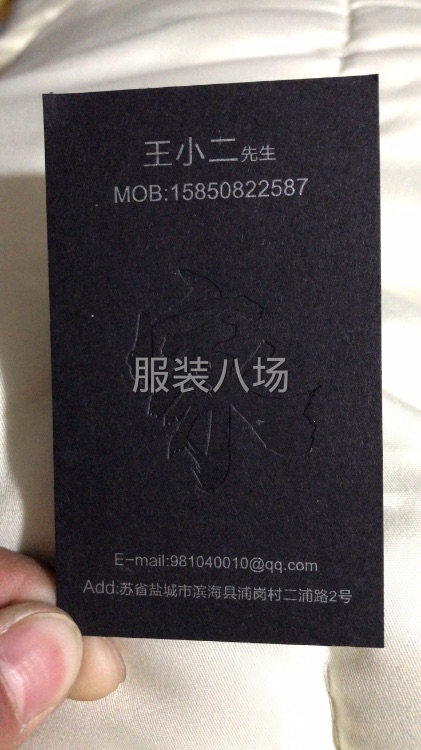 王小二先生
MOB:15850822587
家
服装八场
E-mail:981040010@qq.com
Add:苏省盐城市滨海县浦岗村二浦路2号